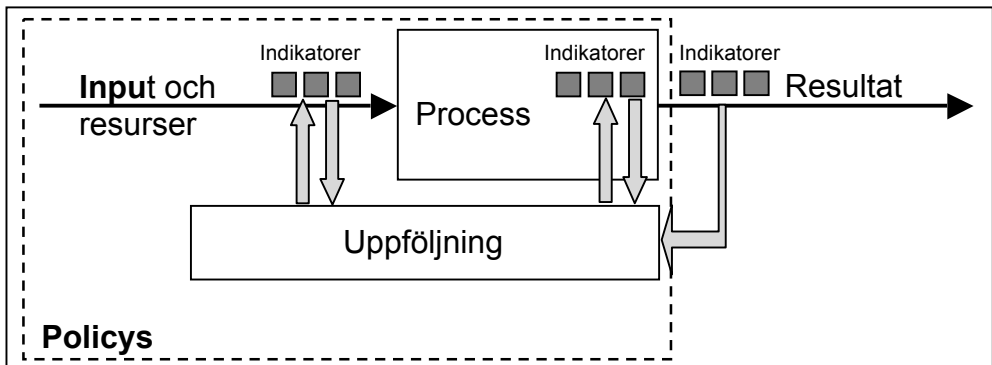 Indikatorer
Indikatorer
Indikatorer
Input och
resurser
Process
Resultat
Uppföljning
Policys